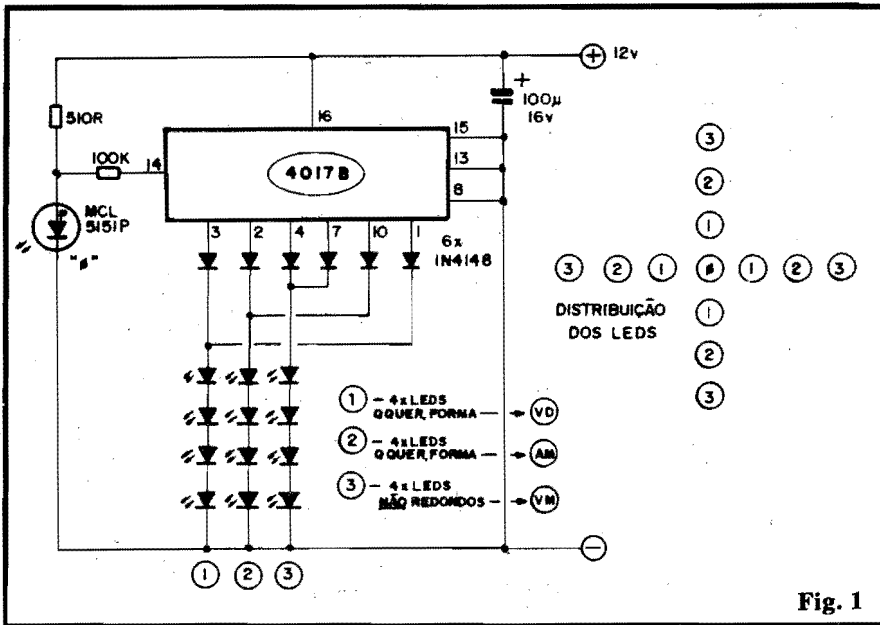 12v
+
100µ
16v
510R
16
15
100K
14
4017B
13
8
MCL
5151P
"ø"
3 2 4 7 10 1
6x
1N4148
3
2
1
3 2 1 ø 1 2 3
1
2
3
DISTRIBUIÇÃO
DOS LEDS
1 - 4x LEDS
QQUER, FORMA → VD
2 - 4x LEDS
QQUER, FORMA → AM
3 - 4x LEDS
NÃO REDONDOS → VM
1 2 3
Fig. 1